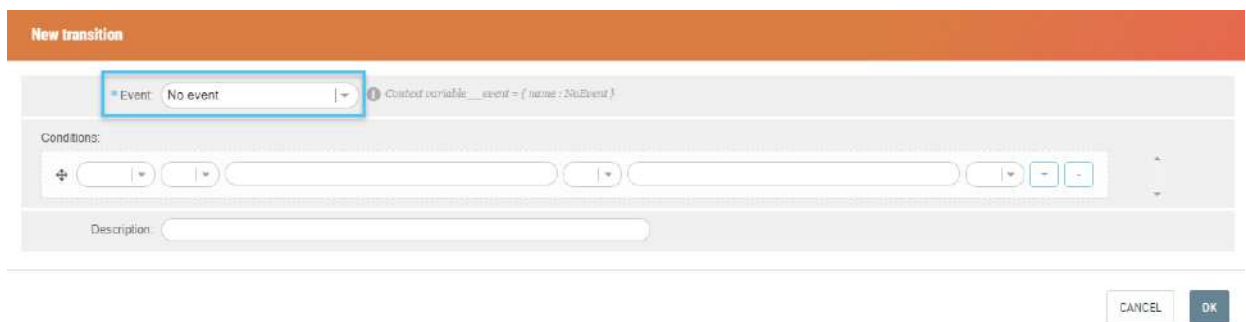 New transition
* Event: No event Context variable __event = { name : NoEvent }
Conditions:
+ -
Description:
CANCEL OK